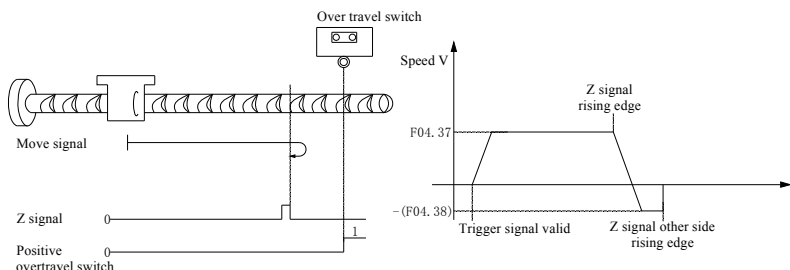 Over travel switch
Move signal
Z signal
0
Positive
overtravel switch
0
1
Speed V
F04.37
-(F04.38)
Z signal
rising edge
Trigger signal valid
Z signal other side
rising edge